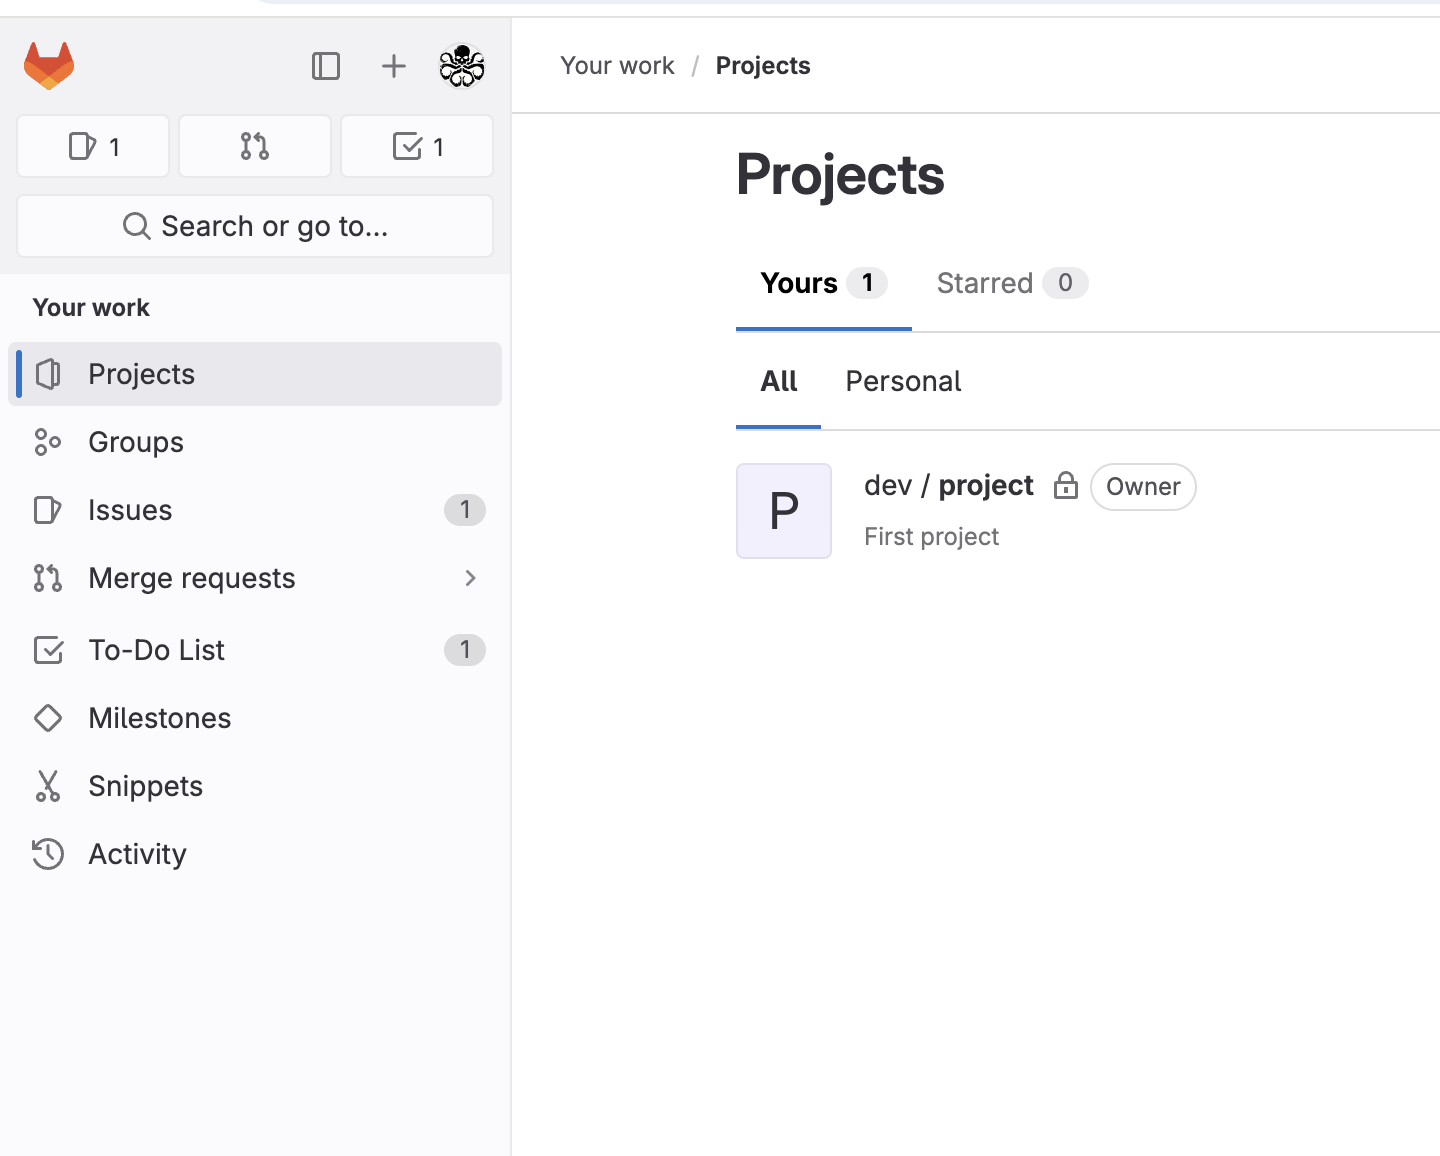 1
1
Search or go to...
Your work
Projects
Groups
Issues 1
Merge requests
To-Do List 1
Milestones
Snippets
Activity
Your work / Projects
Projects
Yours 1 Starred 0
All Personal
P
dev / project Owner
First project